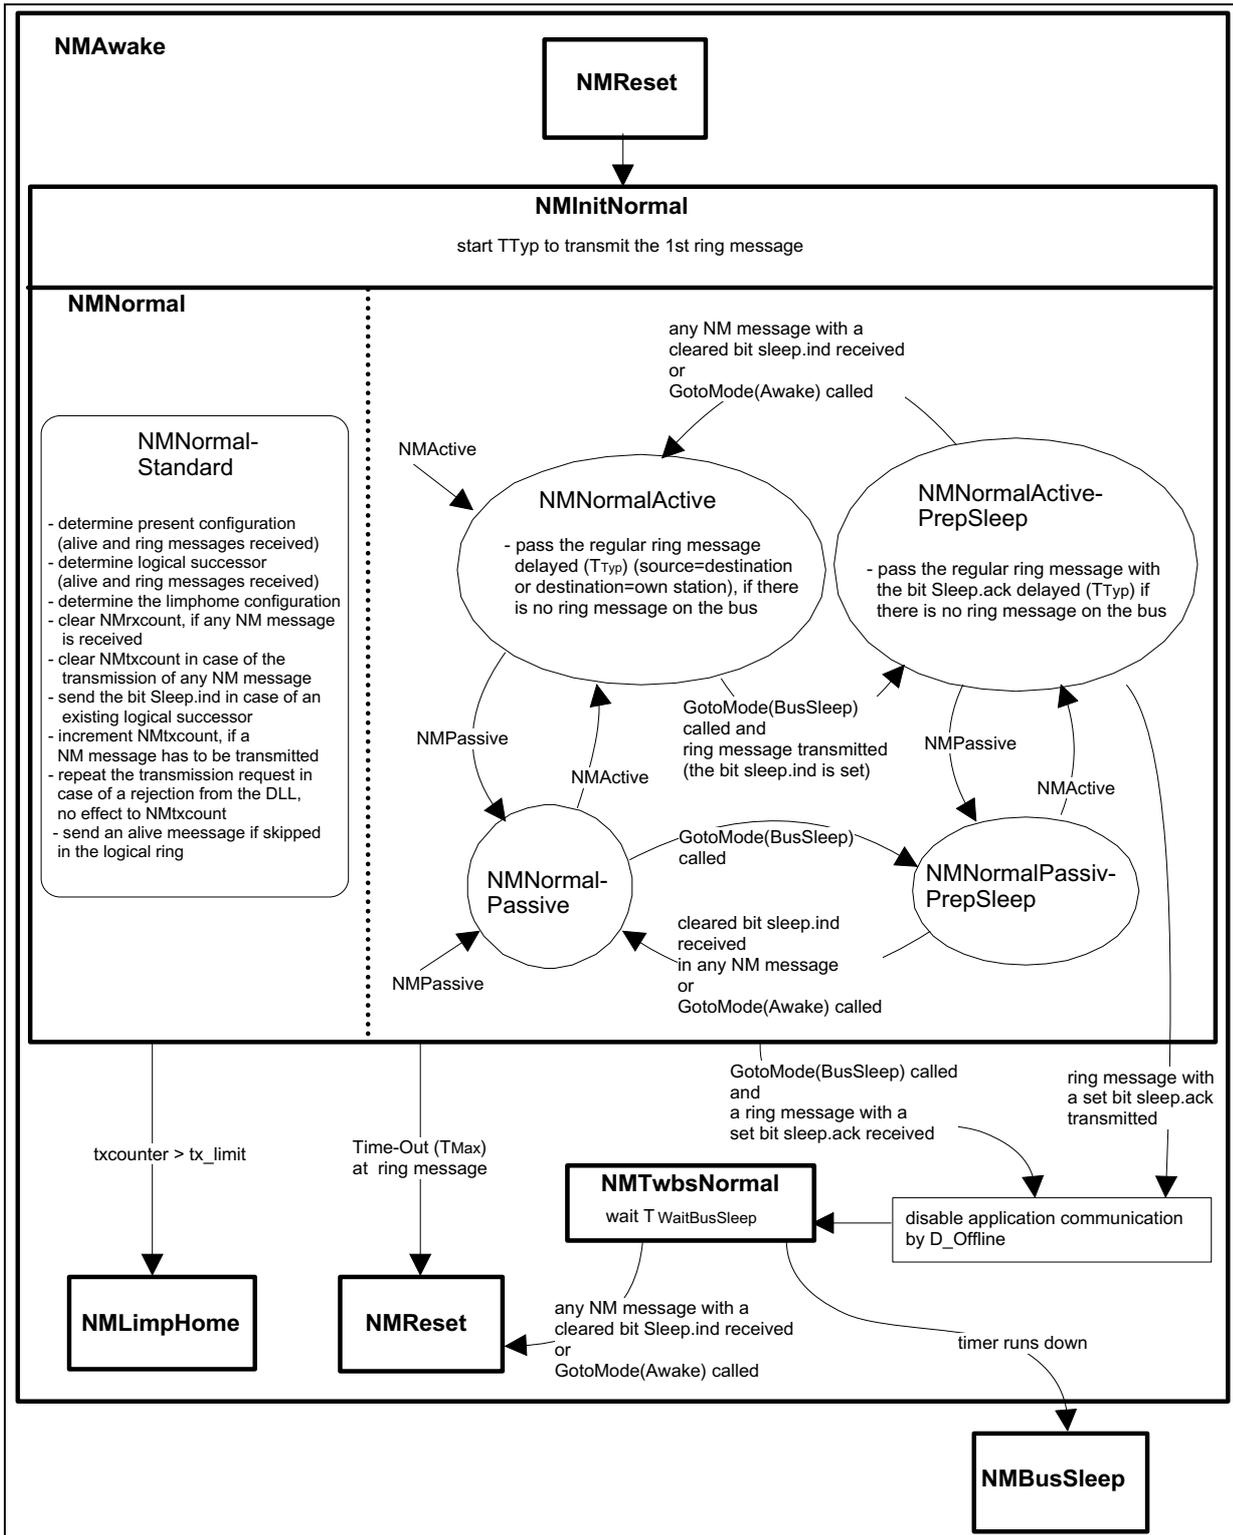 NMAwake
NMReset
NMInitNormal
start TTyp to transmit the 1st ring message
NMNormal
NMNormal-
Standard
- determine present configuration
(alive and ring messages received)
- determine logical successor
(alive and ring messages received)
- determine the limphome configuration
- clear NMrxcount, if any NM message
is received
- clear NMtxcount in case of the
transmission of any NM message
- send the bit Sleep.ind in case of an
existing logical successor
- increment NMtxcount, if a
NM message has to be transmitted
- repeat the transmission request in
case of a rejection from the DLL,
no effect to NMtxcount
- send an alive meessage if skipped
in the logical ring
any NM message with a
cleared bit sleep.ind received
or
GotoMode(Awake) called
NMActive
NMNormalActive
- pass the regular ring message
delayed (TTyp) (source=destination
or destination=own station), if there
is no ring message on the bus
NMNormalActive-
PrepSleep
- pass the regular ring message with
the bit Sleep.ack delayed (TTyp) if
there is no ring message on the bus
NMPassive
NMActive
GotoMode(BusSleep)
called and
ring message transmitted
(the bit sleep.ind is set)
NMPassive
NMActive
NMNormal-
Passive
GotoMode(BusSleep)
called
NMNormalPassiv-
PrepSleep
cleared bit sleep.ind
received
in any NM message
or
GotoMode(Awake) called
NMPassive
txcounter > tx_limit
Time-Out (TMax)
at ring message
GotoMode(BusSleep) called
and
a ring message with a
set bit sleep.ack received
ring message with
a set bit sleep.ack
transmitted
NMTwbsNormal
wait T WaitBusSleep
disable application communication
by D_Offline
NMLimpHome
NMReset
any NM message with a
cleared bit Sleep.ind received
or
GotoMode(Awake) called
timer runs down
NMBusSleep